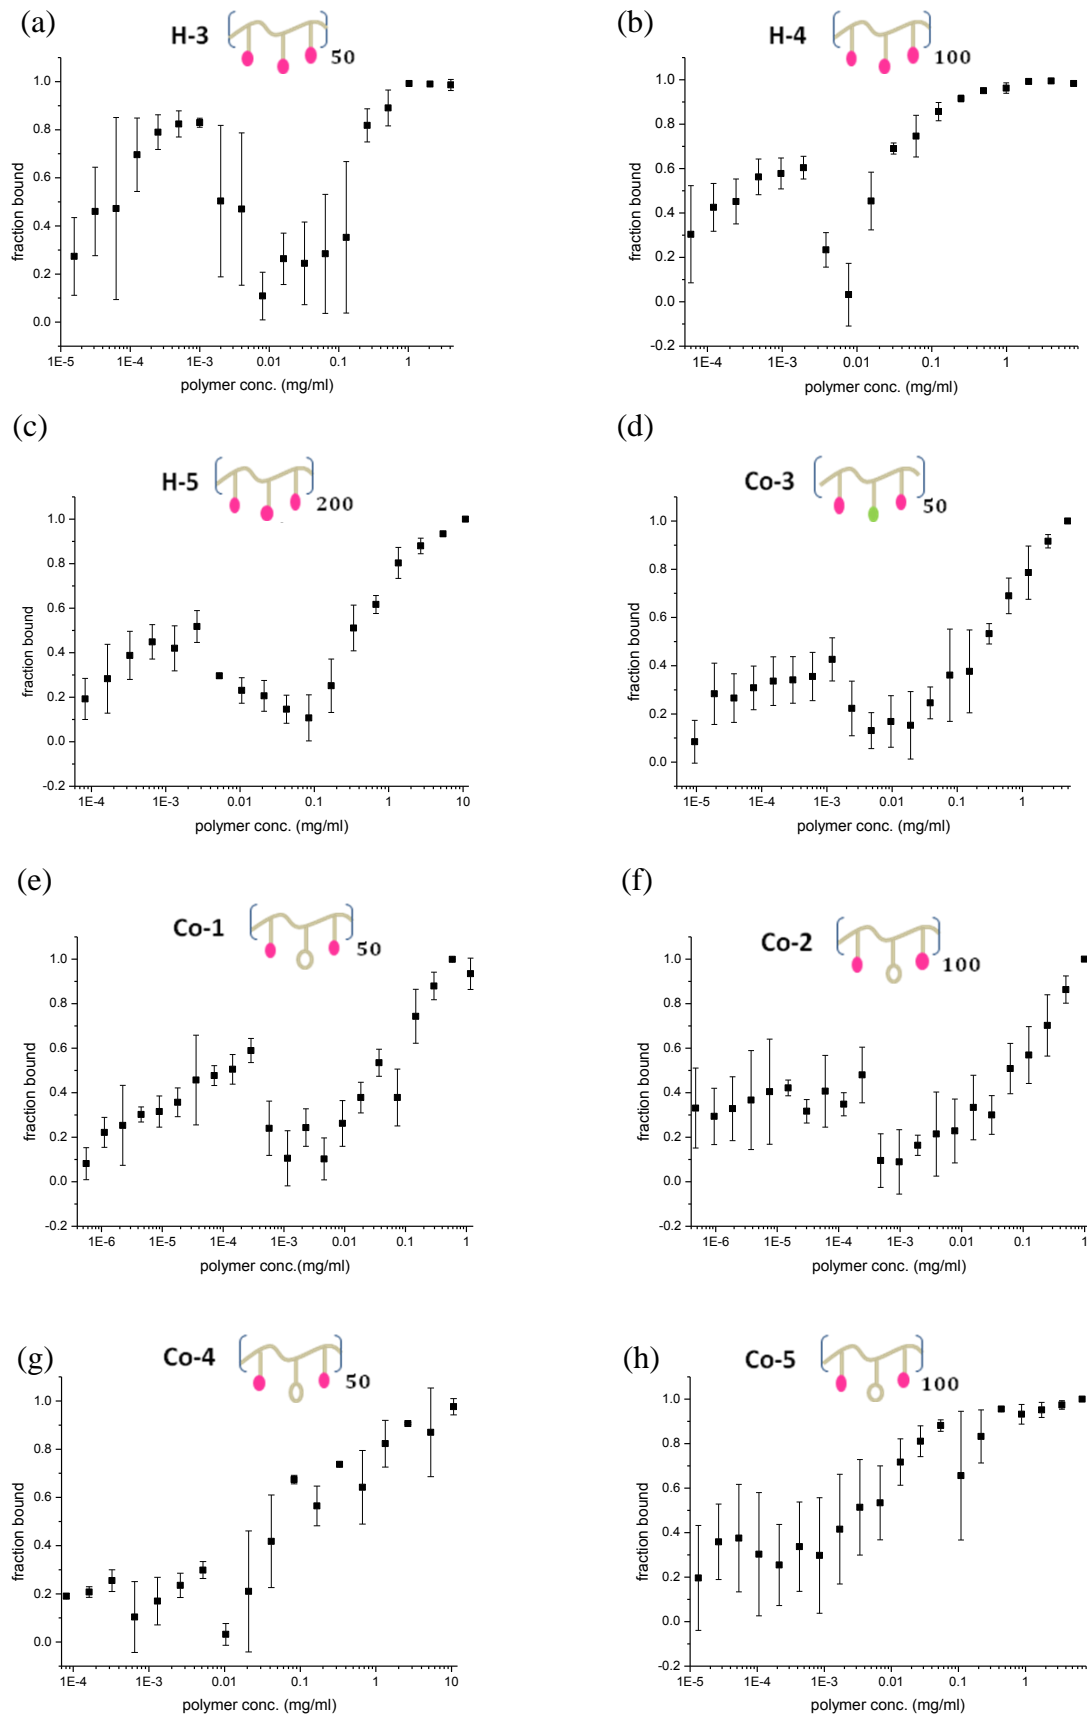 (a)
H-3
50
1.0
0.8
0.6
0.4
0.2
0.0
fraction bound
1E-5
1E-4
1E-3
0.01
0.1
1
polymer conc. (mg/ml)
(b)
H-4
100
1.0
0.8
0.6
0.4
0.2
0.0
-0.2
fraction bound
1E-4
1E-3
0.01
0.1
1
polymer conc. (mg/ml)
(c)
H-5
200
1.0
0.8
0.6
0.4
0.2
0.0
-0.2
fraction bound
1E-4
1E-3
0.01
0.1
1
10
polymer conc. (mg/ml)
(d)
Co-3
50
1.0
0.8
0.6
0.4
0.2
0.0
fraction bound
1E-5
1E-4
1E-3
0.01
0.1
1
polymer conc. (mg/ml)
(e)
Co-1
50
1.0
0.8
0.6
0.4
0.2
0.0
-0.2
fraction bound
1E-6
1E-5
1E-4
1E-3
0.01
0.1
1
polymer conc.(mg/ml)
(f)
Co-2
100
1.0
0.8
0.6
0.4
0.2
0.0
-0.2
fraction bound
1E-6
1E-5
1E-4
1E-3
0.01
0.1
1
polymer conc. (mg/ml)
(g)
Co-4
50
1.0
0.8
0.6
0.4
0.2
0.0
fraction bound
1E-4
1E-3
0.01
0.1
1
10
polymer conc. (mg/ml)
(h)
Co-5
100
1.0
0.8
0.6
0.4
0.2
0.0
-0.2
fraction bound
1E-5
1E-4
1E-3
0.01
0.1
1
polymer conc. (mg/ml)